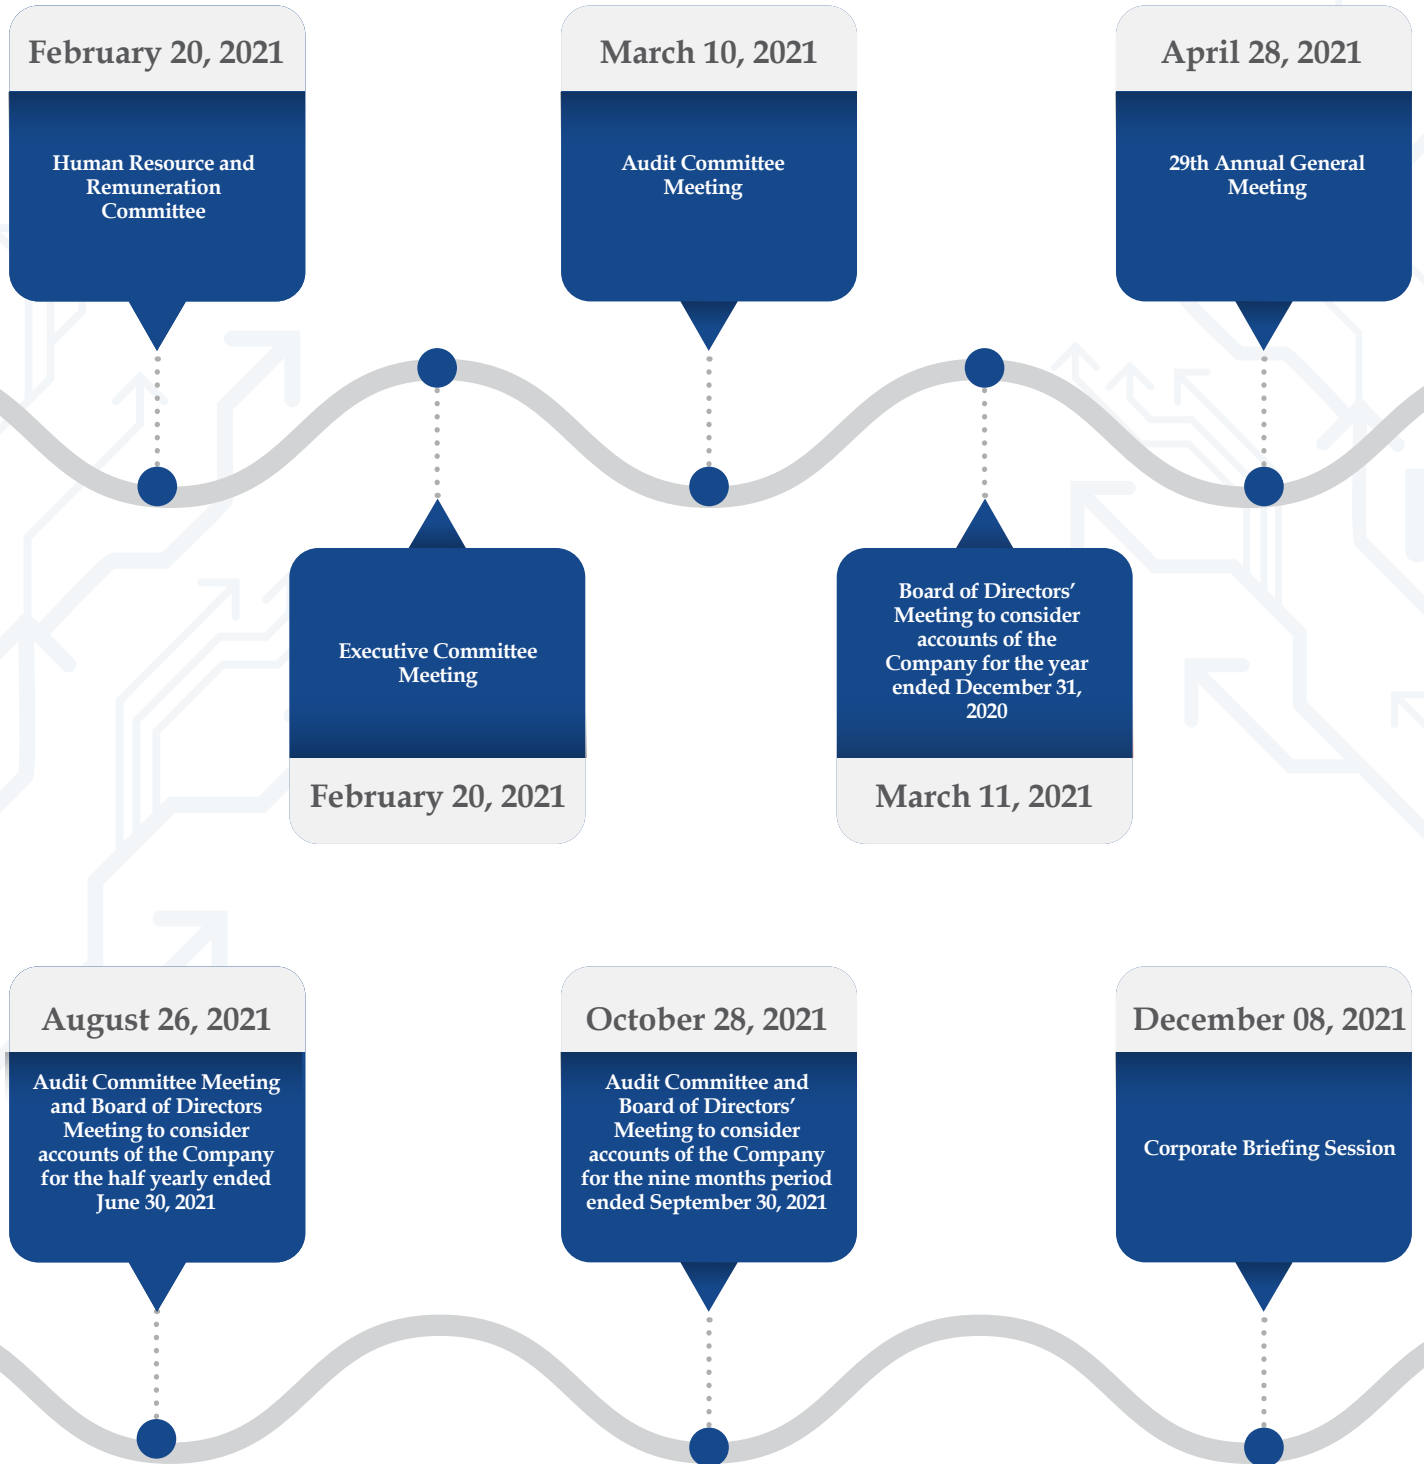 February 20, 2021
Human Resource and
Remuneration
Committee
Executive Committee
Meeting
February 20, 2021
March 10, 2021
Audit Committee
Meeting
Board of Directors’
Meeting to consider
accounts of the
Company for the year
ended December 31,
2020
March 11, 2021
April 28, 2021
29th Annual General
Meeting
August 26, 2021
Audit Committee Meeting
and Board of Directors
Meeting to consider
accounts of the Company
for the half yearly ended
June 30, 2021
October 28, 2021
Audit Committee and
Board of Directors’
Meeting to consider
accounts of the Company
for the nine months period
ended September 30, 2021
December 08, 2021
Corporate Briefing Session